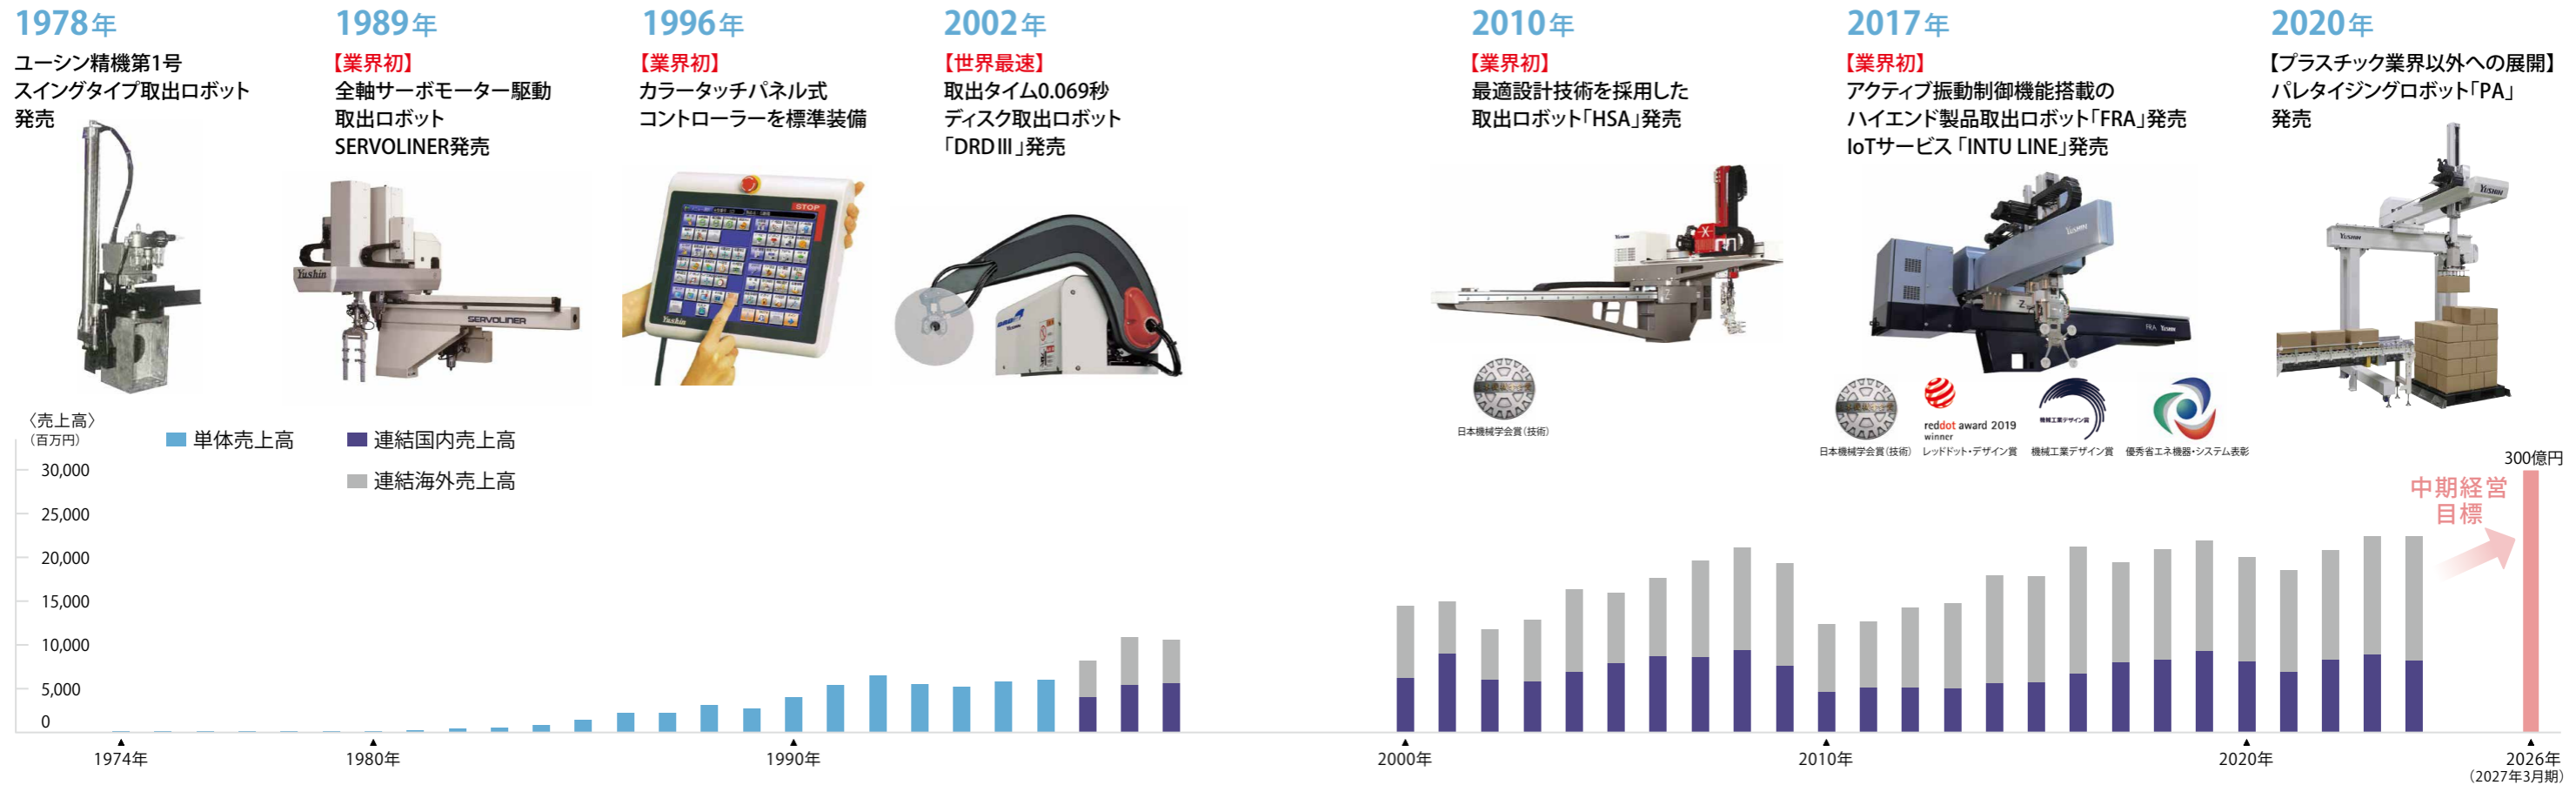 1978年
ユーシン精機第1号
スイングタイプ取出ロボット
発売
1989年
【業界初】
全軸サーボモーター駆動
取出ロボット
SERVOLINER発売
Yushin
SERVOLINER
1996年
【業界初】
カラータッチパネル式
コントローラーを標準装備
STOP
Yushin
2002年
【世界最速】
取出タイム0.069秒
ディスク取出ロボット
「DRDⅢ」発売
2010年
【業界初】
最適設計技術を採用した
取出ロボット「HSA」発売
日本機械学会賞(技術)
2017年
【業界初】
アクティブ振動制御機能搭載の
ハイエンド製品取出ロボット「FRA」発売
IoTサービス「INTU LINE」発売
YUSHIN
FRA YUSHIN
日本機械学会賞(技術)
reddot award 2019
winner
レッドドット・デザイン賞
機械工業デザイン賞
機械工業デザイン賞
優秀省エネ機器・システム表彰
2020年
【プラスチック業界以外への展開】
パレタイジングロボット「PA」
発売
YUSHIN
YUSHIN
〈売上高〉
(百万円)
単体売上高
連結国内売上高
連結海外売上高
30,000
25,000
20,000
15,000
10,000
5,000
0
300億円
中期経営
目標
1974年
1980年
1990年
2000年
2010年
2020年
2026年
(2027年3月期)